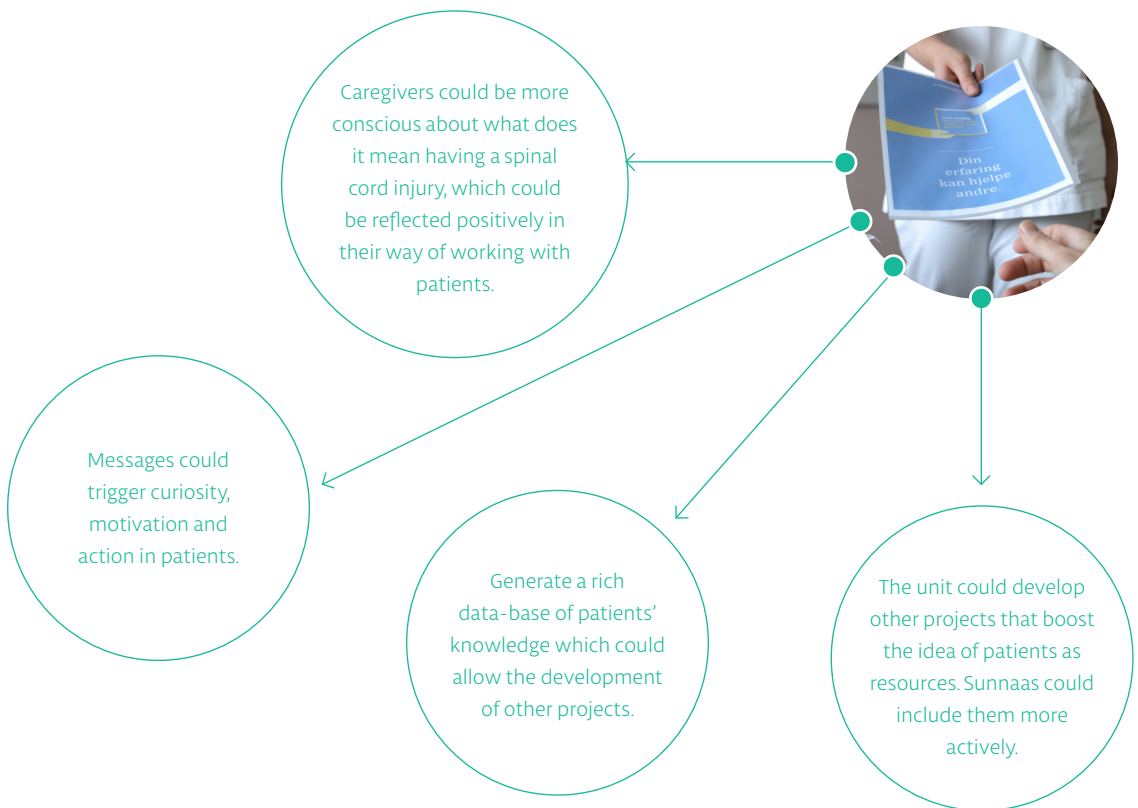 Caregivers could be more
conscious about what does
it mean having a spinal
cord injury, which could
be reflected positively in
their way of working with
patients.
Din
erfaring
kan hjelpe
andre.
Messages could
trigger curiosity,
motivation and
action in patients.
Generate a rich
data-base of patients’
knowledge which could
allow the development
of other projects.
The unit could develop
other projects that boost
the idea of patients as
resources. Sunnaas could
include them more
actively.